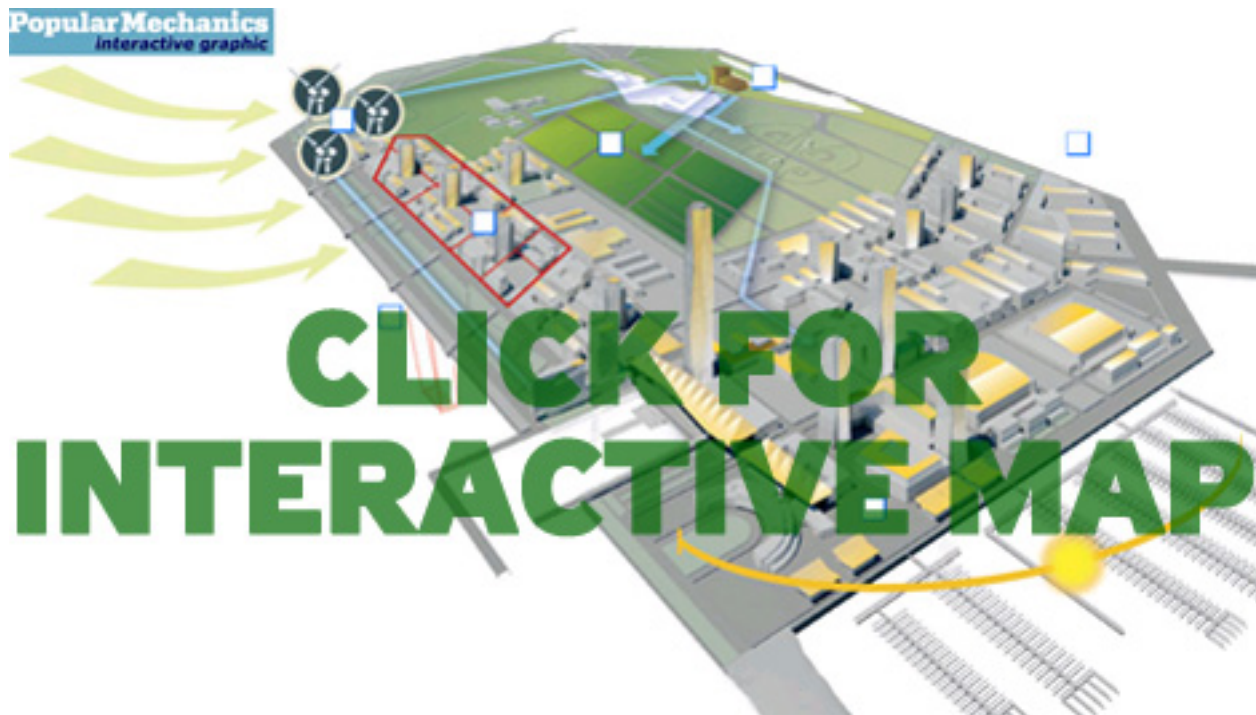 Popular Mechanics
interactive graphic
CLICK FOR
INTERACTIVE MAP